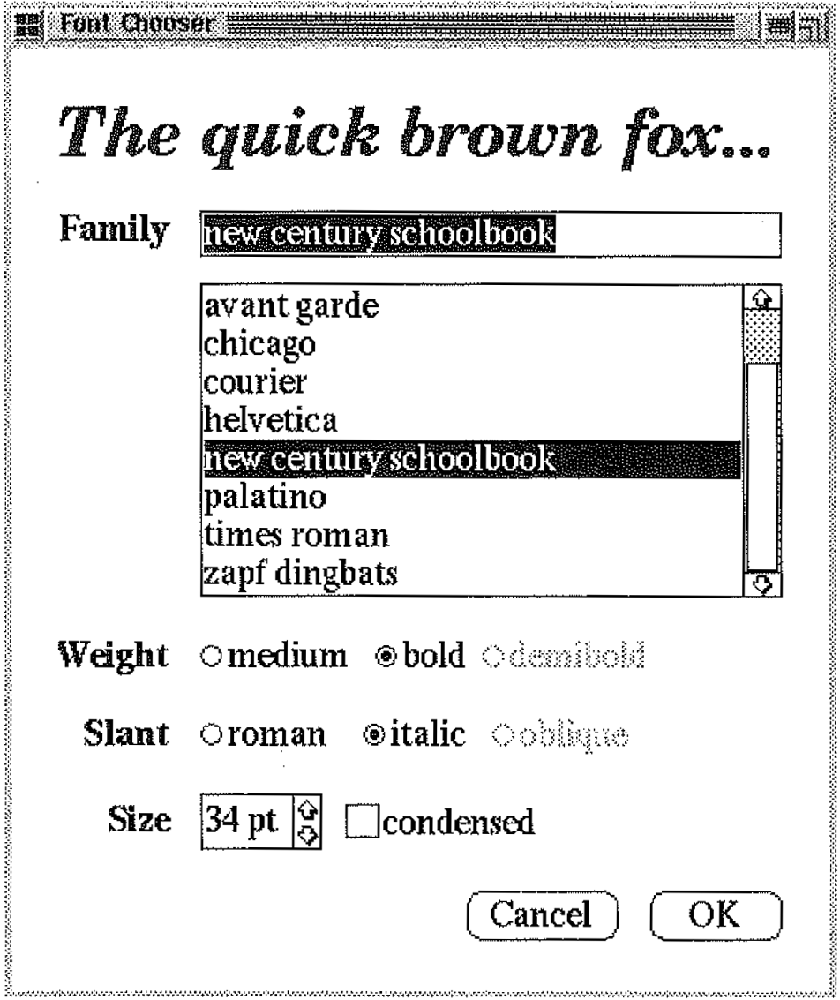 Font Chooser
The quick brown fox...
Family new century schoolbook
avant garde
chicago
courier
helvetica
new century schoolbook
palatino
times roman
zapf dingbats
Weight medium bold demibold
Slant roman italic oblique
Size 34 pt condensed
Cancel OK